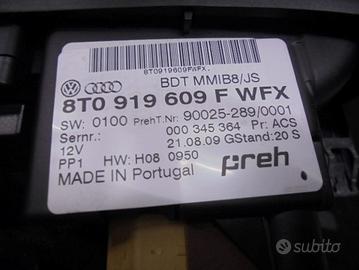 8T0919609FWFX.
BDT MMIB8/JS
8T0 919 609 F WFX
SW: 0100 PrehT.Nr: 90025-289/0001
Sernr.: 000 345 364 Pr: ACS
12V 21.08.09 GStand: 20 S
PP1 HW: H08 0950
preh
MADE IN Portugal
subito